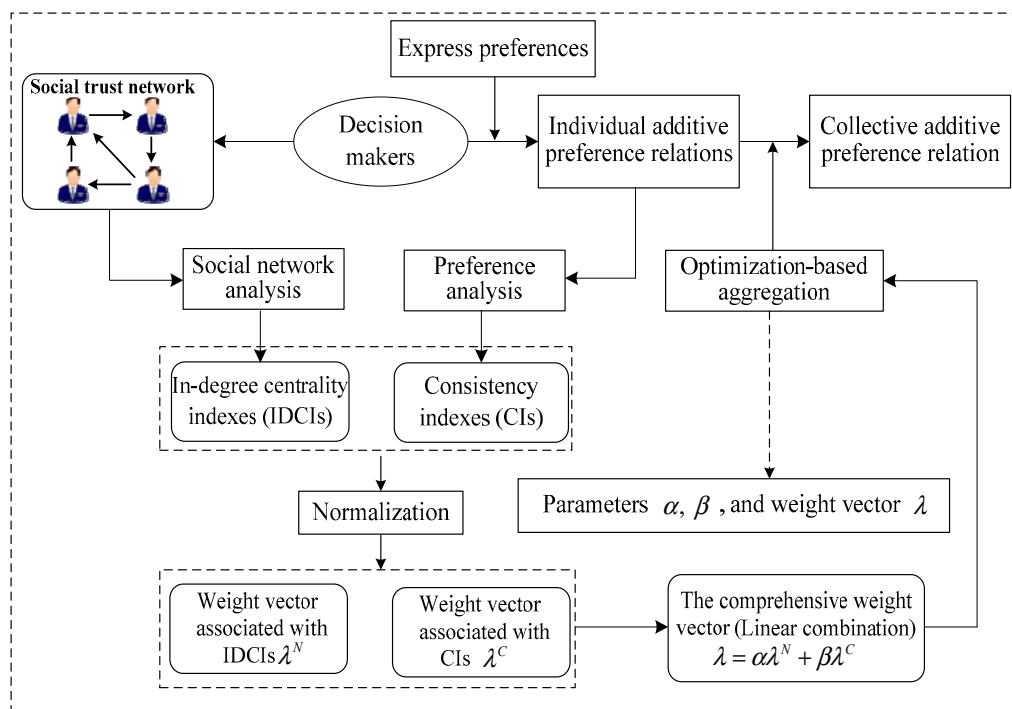 Express preferences
Social trust network
Decision
makers
Individual additive
preference relations
Collective additive
preference relation
Social network
analysis
Preference
analysis
Optimization-based
aggregation
In-degree centrality
indexes (IDCIs)
Consistency
indexes (CIs)
Parameters α, β , and weight vector λ
Normalization
Weight vector
associated with
IDCIs λ^N
Weight vector
associated with
CIs λ^C
The comprehensive weight
vector (Linear combination)
λ = αλ^N + βλ^C